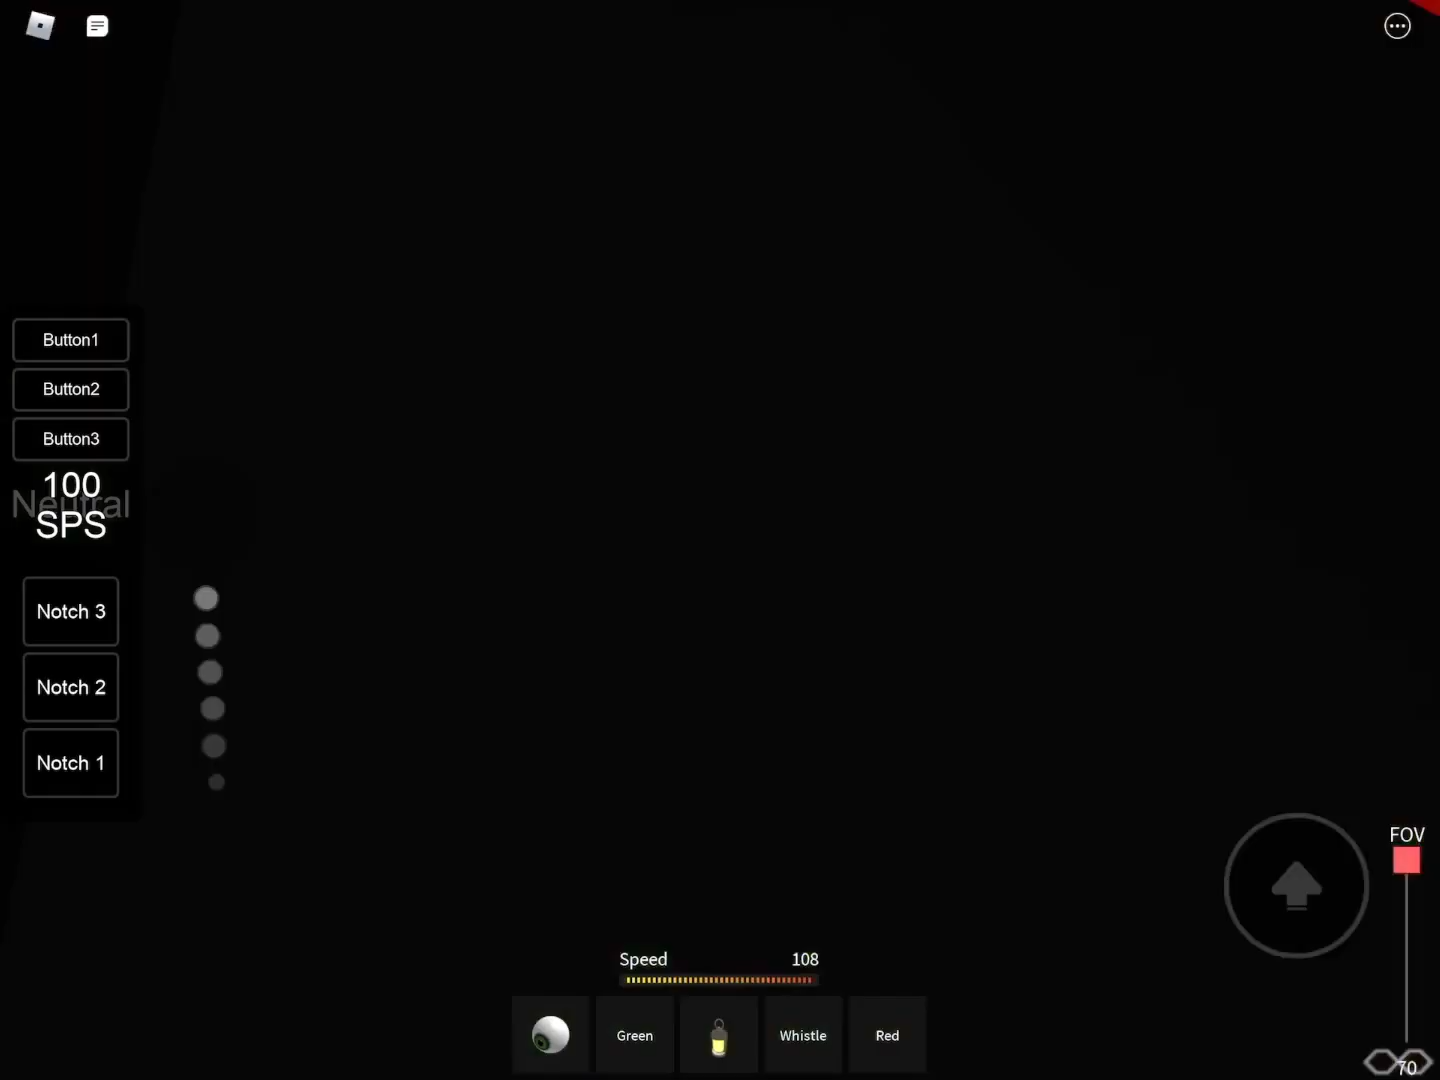 Button1
Button2
Button3
100
Neutral
SPS
Notch 3
Notch 2
Notch 1
FOV
Speed 108
Green
Whistle
Red
70